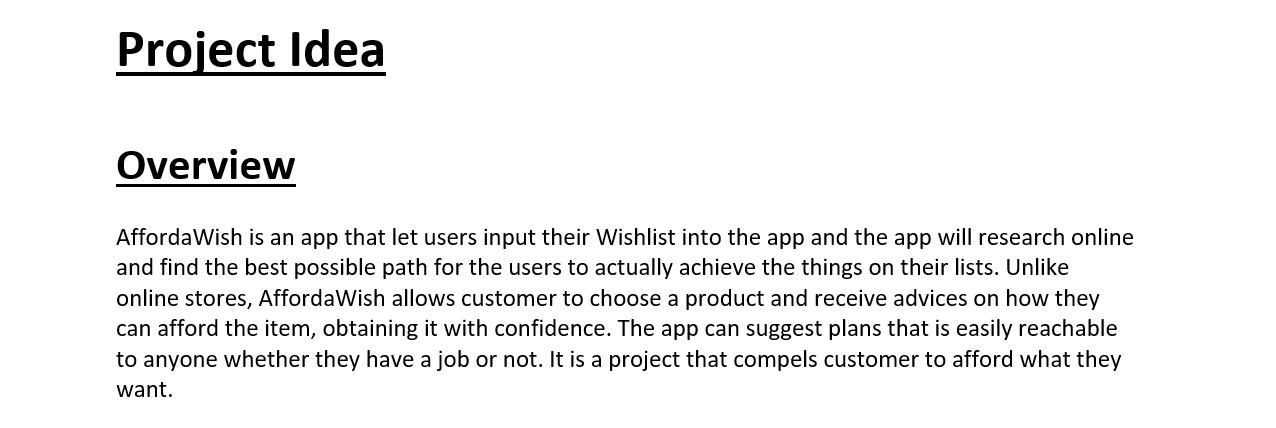 Project Idea
Overview
AffordaWish is an app that let users input their Wishlist into the app and the app will research online
and find the best possible path for the users to actually achieve the things on their lists. Unlike
online stores, AffordaWish allows customer to choose a product and receive advices on how they
can afford the item, obtaining it with confidence. The app can suggest plans that is easily reachable
to anyone whether they have a job or not. It is a project that compels customer to afford what they
want.